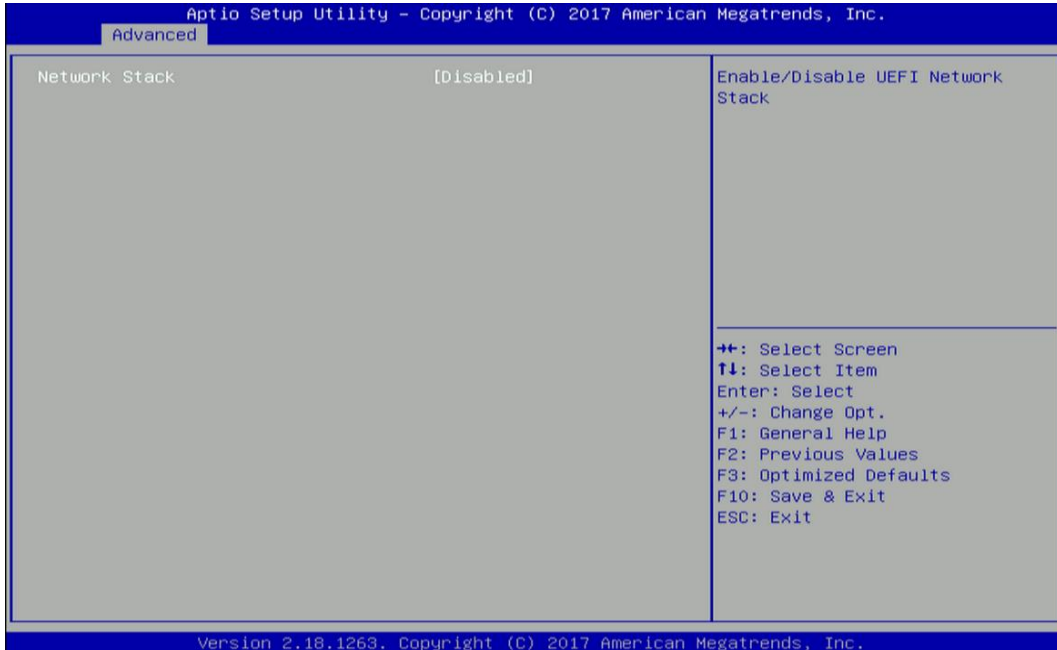 Aptio Setup Utility – Copyright (C) 2017 American Megatrends, Inc.
Advanced
Network Stack [Disabled]
Enable/Disable UEFI Network
Stack
→←: Select Screen
↑↓: Select Item
Enter: Select
+/-: Change Opt.
F1: General Help
F2: Previous Values
F3: Optimized Defaults
F10: Save & Exit
ESC: Exit
Version 2.18.1263. Copyright (C) 2017 American Megatrends, Inc.